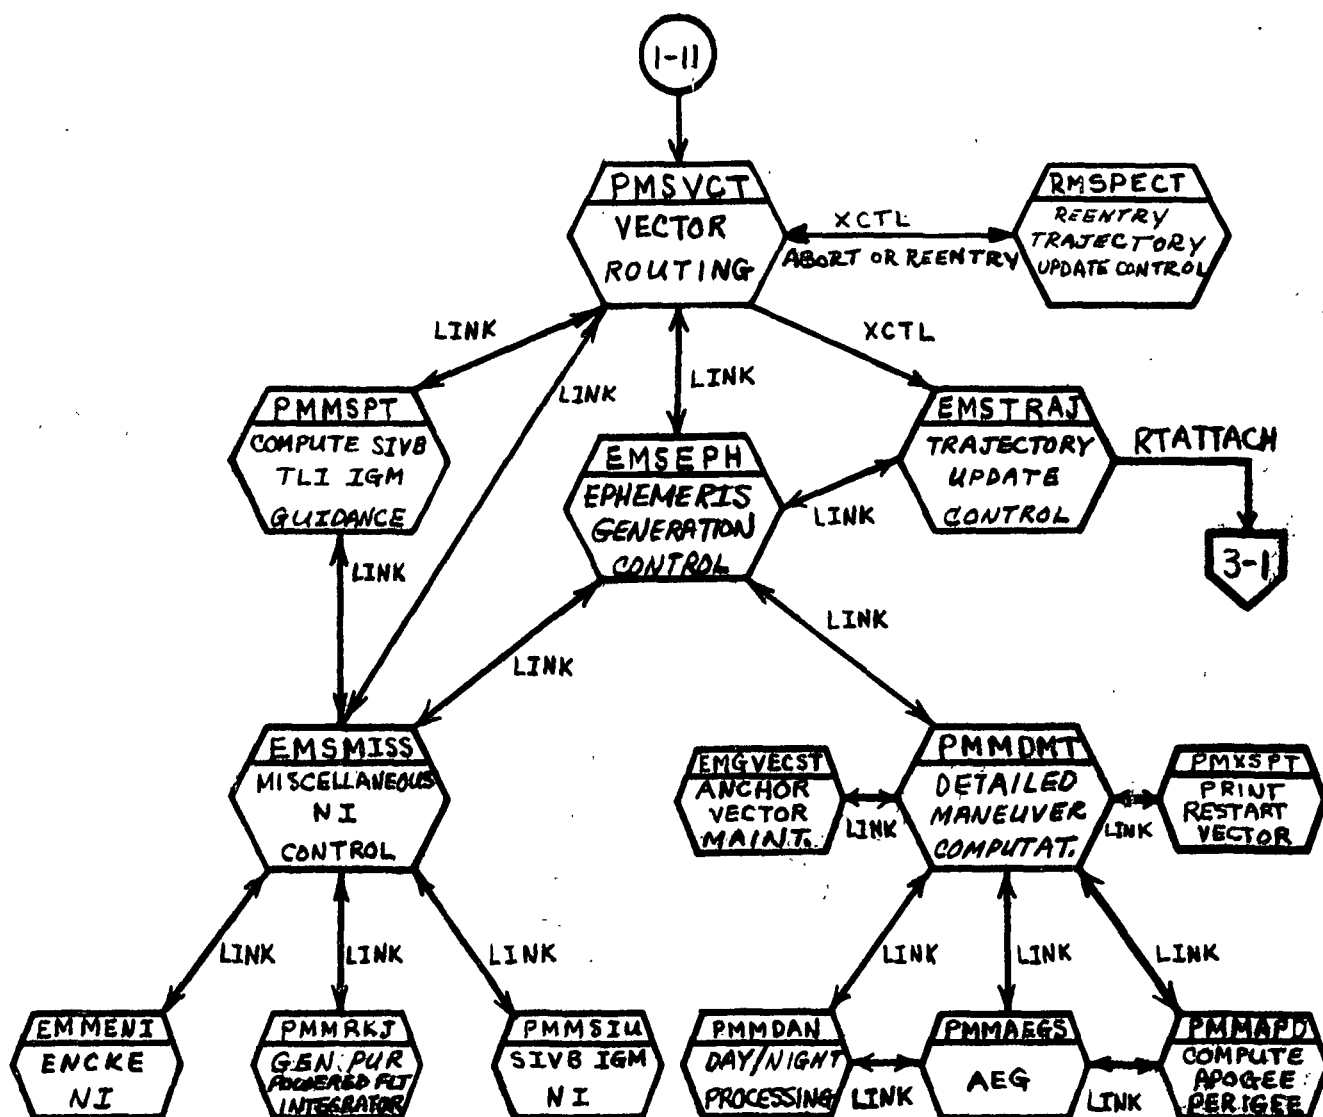 1-11
PMSVCT
VECTOR
ROUTING
XCTL
ABORT OR REENTRY
RMSPECT
REENTRY
TRAJECTORY
UPDATE CONTROL
LINK
LINK
LINK
XCTL
PMMSPT
COMPUTE SIVB
TLI IGM
GUIDANCE
EMSEPH
EPHEMERIS
GENERATION
CONTROL
EMSTRAJ
TRAJECTORY
UPDATE
CONTROL
RTATTACH
3-1
LINK
LINK
LINK
LINK
EMSMISS
MISCELLANEOUS
NI
CONTROL
EMGVECST
ANCHOR
VECTOR
MAINT.
LINK
PMMDMT
DETAILED
MANEUVER
COMPUTAT.
LINK
PMXSPT
PRINT
RESTART
VECTOR
LINK
LINK
LINK
LINK
LINK
LINK
EMMENI
ENCKE
NI
PMMRKJ
GEN. PUR
POWERED FLT
INTEGRATOR
PMMSIU
SIVB IGM
NI
PMMDAN
DAY/NIGHT
PROCESSING
LINK
PMMAEGS
AEG
LINK
PMMAPD
COMPUTE
APOGEE
PERIGEE